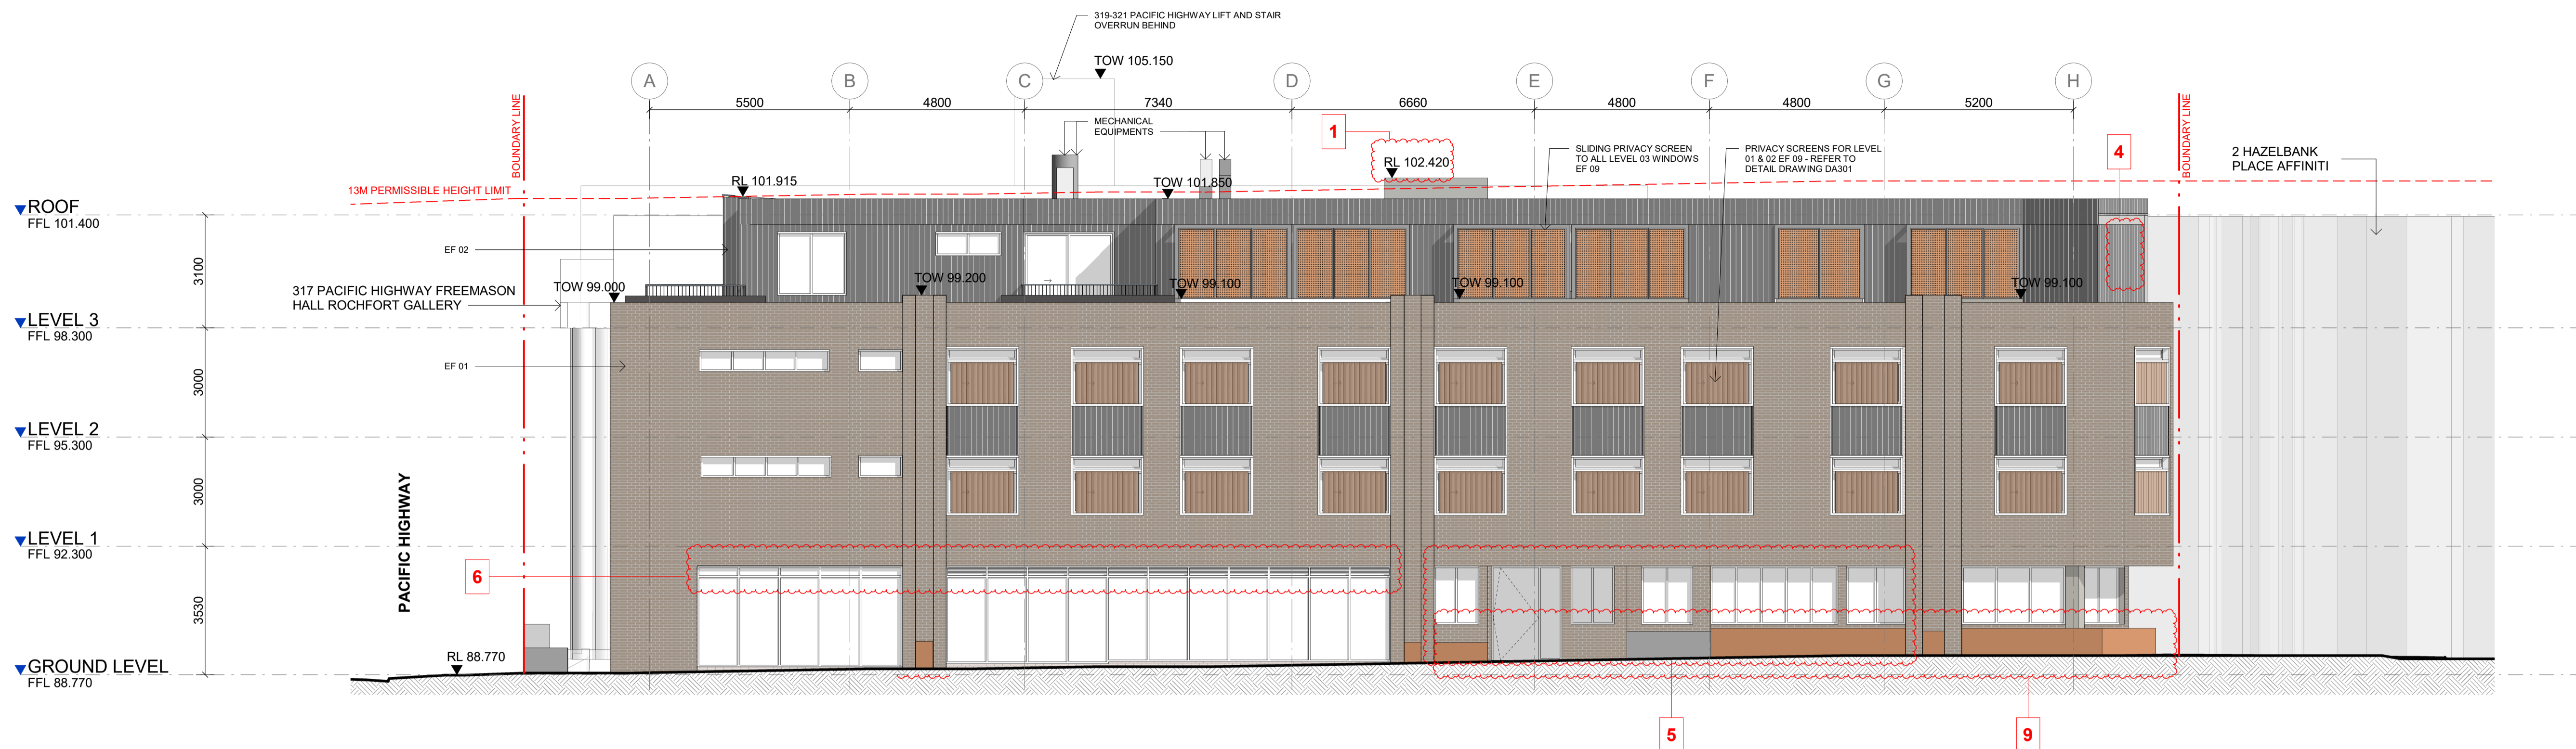 319-321 PACIFIC HIGHWAY LIFT AND STAIR
OVERRUN BEHIND
TOW 105.150
A
B
C
D
E
F
G
H
5500
4800
7340
6660
4800
4800
5200
BOUNDARY LINE
BOUNDARY LINE
MECHANICAL
EQUIPMENTS
1
RL 102.420
SLIDING PRIVACY SCREEN
TO ALL LEVEL 03 WINDOWS
EF 09
PRIVACY SCREENS FOR LEVEL
01 & 02 EF 09 - REFER TO
DETAIL DRAWING DA301
4
2 HAZELBANK
PLACE AFFINITI
13M PERMISSIBLE HEIGHT LIMIT
RL 101.915
TOW 101.850
ROOF
FFL 101.400
EF 02
3100
317 PACIFIC HIGHWAY FREEMASON
HALL ROCHFORT GALLERY
TOW 99.000
TOW 99.200
TOW 99.100
TOW 99.100
TOW 99.100
LEVEL 3
FFL 98.300
EF 01
3000
LEVEL 2
FFL 95.300
3000
PACIFIC HIGHWAY
LEVEL 1
FFL 92.300
6
3530
RL 88.770
GROUND LEVEL
FFL 88.770
5
9